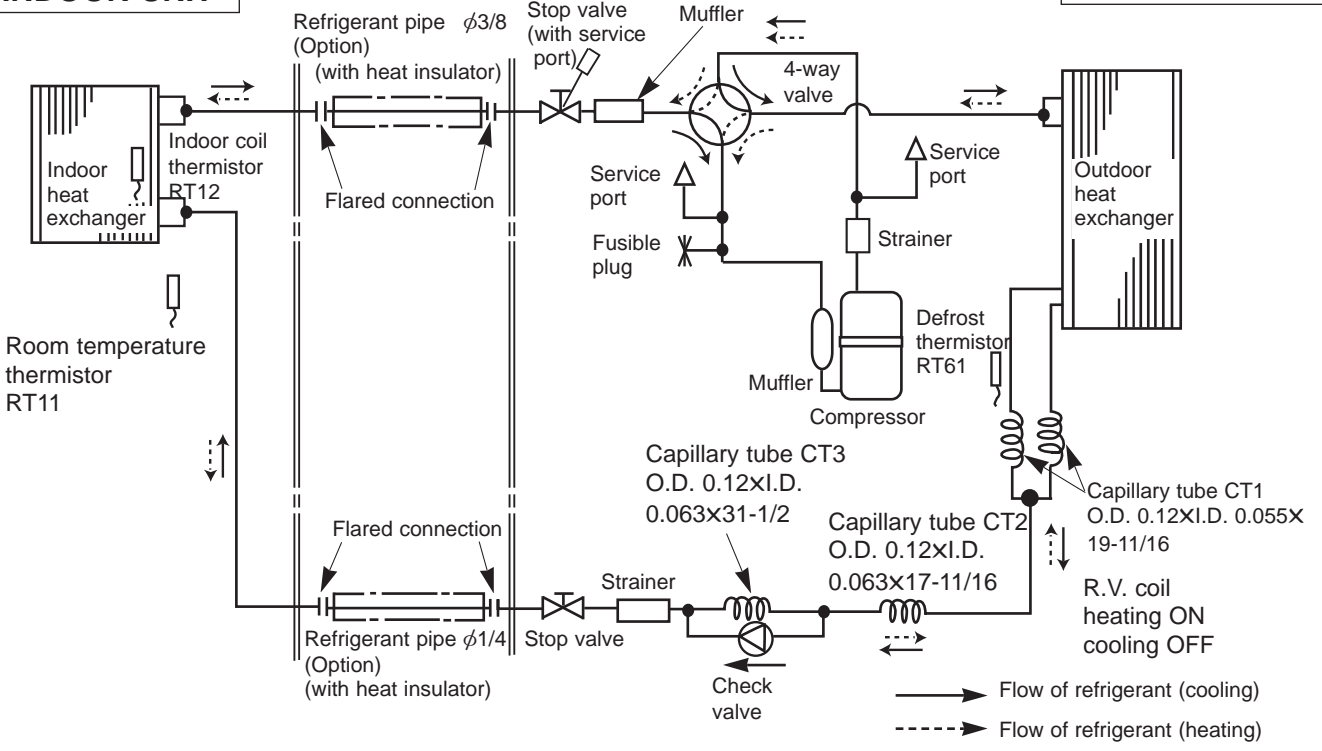 Refrigerant pipe ϕ3/8
(Option)
(with heat insulator)
Stop valve
(with service
port)
Muffler
4-way
valve
Indoor coil
thermistor
RT12
Indoor
heat
exchanger
Flared connection
Service
port
Service
port
Outdoor
heat
exchanger
Fusible
plug
Strainer
Room temperature
thermistor
RT11
Defrost
thermistor
RT61
Muffler
Compressor
Capillary tube CT3
O.D. 0.12×I.D.
0.063×31-1/2
Capillary tube CT2
O.D. 0.12×I.D.
0.063×17-11/16
Capillary tube CT1
O.D. 0.12×I.D. 0.055×
19-11/16
Flared connection
Strainer
R.V. coil
heating ON
cooling OFF
Refrigerant pipe ϕ1/4
(Option)
(with heat insulator)
Stop valve
Check
valve
Flow of refrigerant (cooling)
Flow of refrigerant (heating)